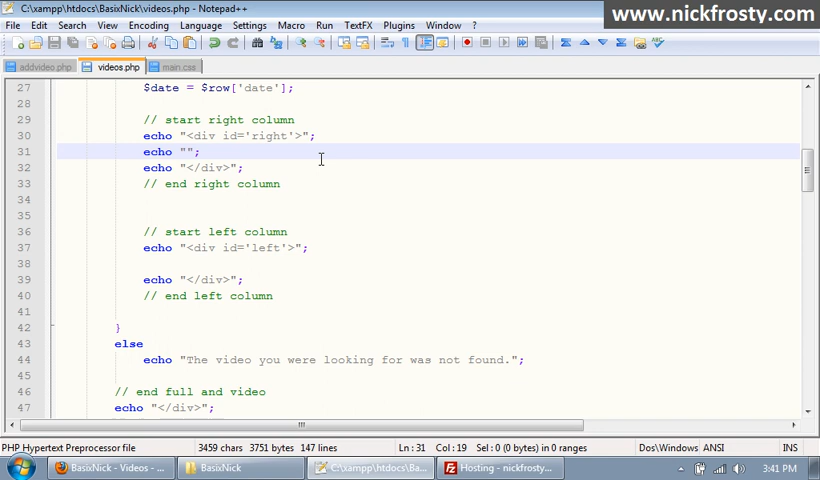 C:\xampp\htdocs\BasixNick\videos.php - Notepad++
www.nickfrosty.com
File Edit Search View Encoding Language Settings Macro Run TextFX Plugins Window ? X
addvideo.php videos.php main.css
27 $date = $row['date'];
28
29 // start right column
30 echo "<div id='right'>";
31 echo "";
32 echo "</div>";
33 // end right column
34
35
36 // start left column
37 echo "<div id='left'>";
38
39 echo "</div>";
40 // end left column
41
42 }
43 else
44 echo "The video you were looking for was not found.";
45
46 // end full and video
47 echo "</div>";
PHP Hypertext Preprocessor file 3459 chars 3751 bytes 147 lines Ln : 31 Col : 19 Sel : 0 (0 bytes) in 0 ranges Dos\Windows ANSI INS
BasixNick - Videos - ... BasixNick C:\xampp\htdocs\Ba... Hosting - nickfrosty... 3:41 PM